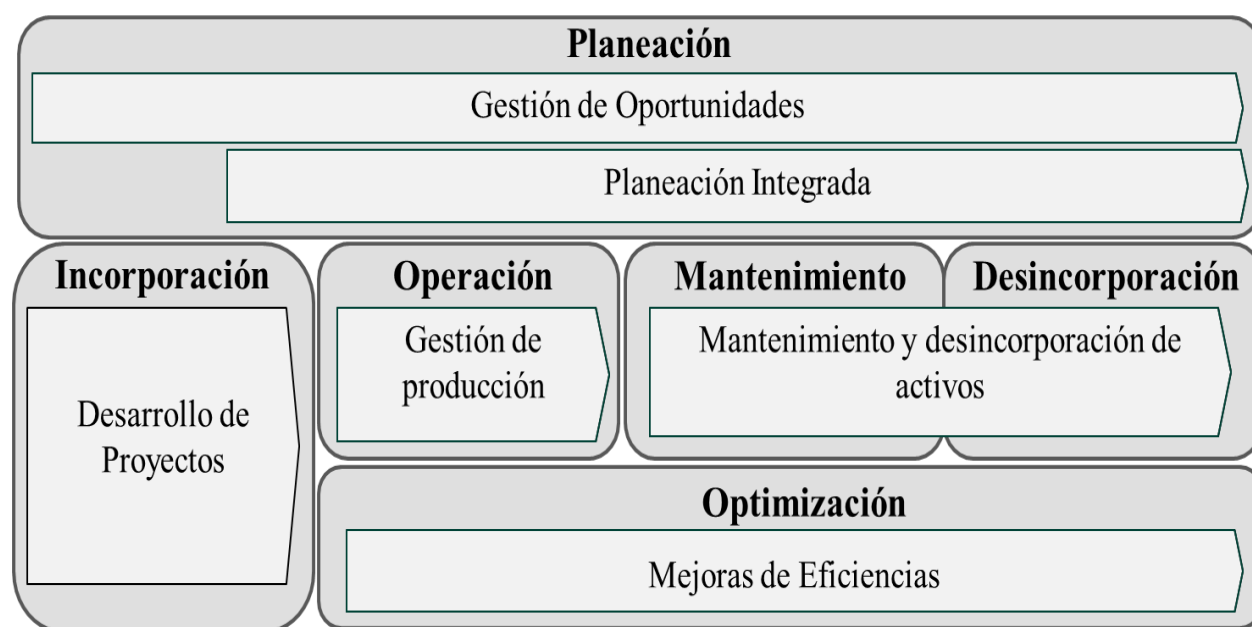 Planeación
Gestión de Oportunidades
Planeación Integrada
Incorporación
Desarrollo de
Proyectos
Operación
Gestión de
producción
Mantenimiento
Desincorporación
Mantenimiento y desincorporación de
activos
Optimización
Mejoras de Eficiencias